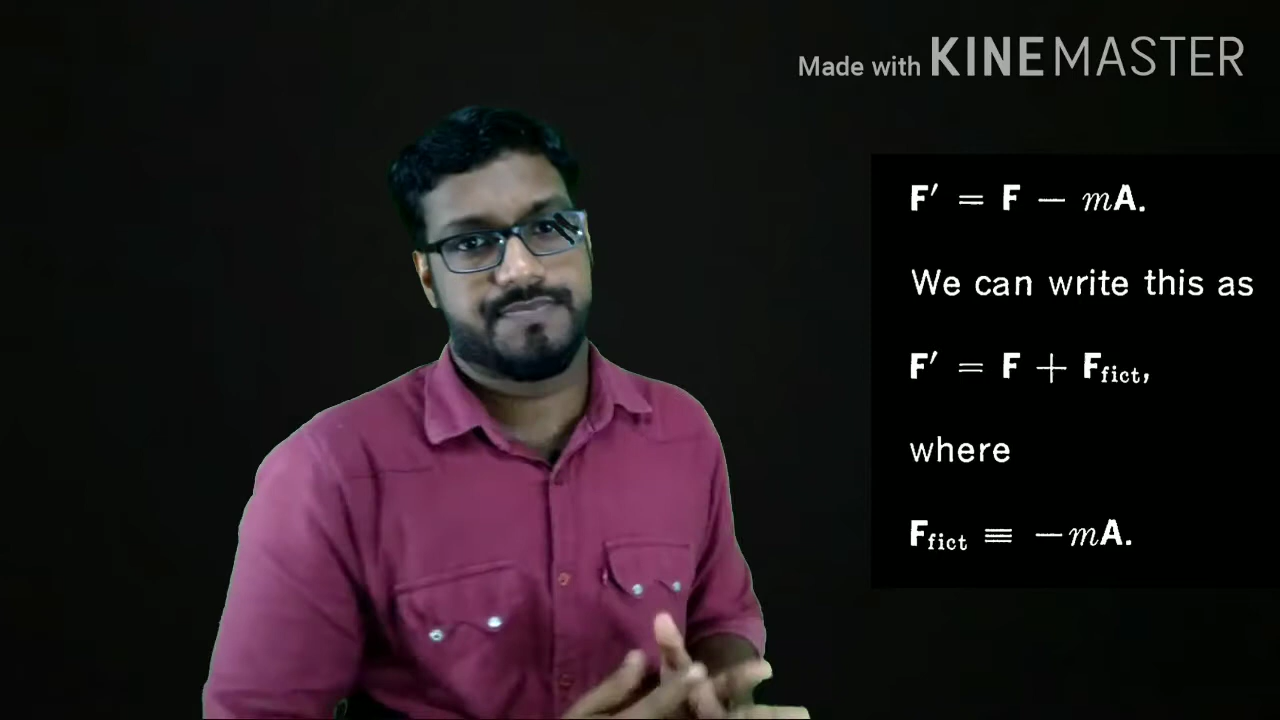 Made with KINEMASTER
F′ = F − mA.
We can write this as
F′ = F + Ffict,
where
Ffict ≡ −mA.